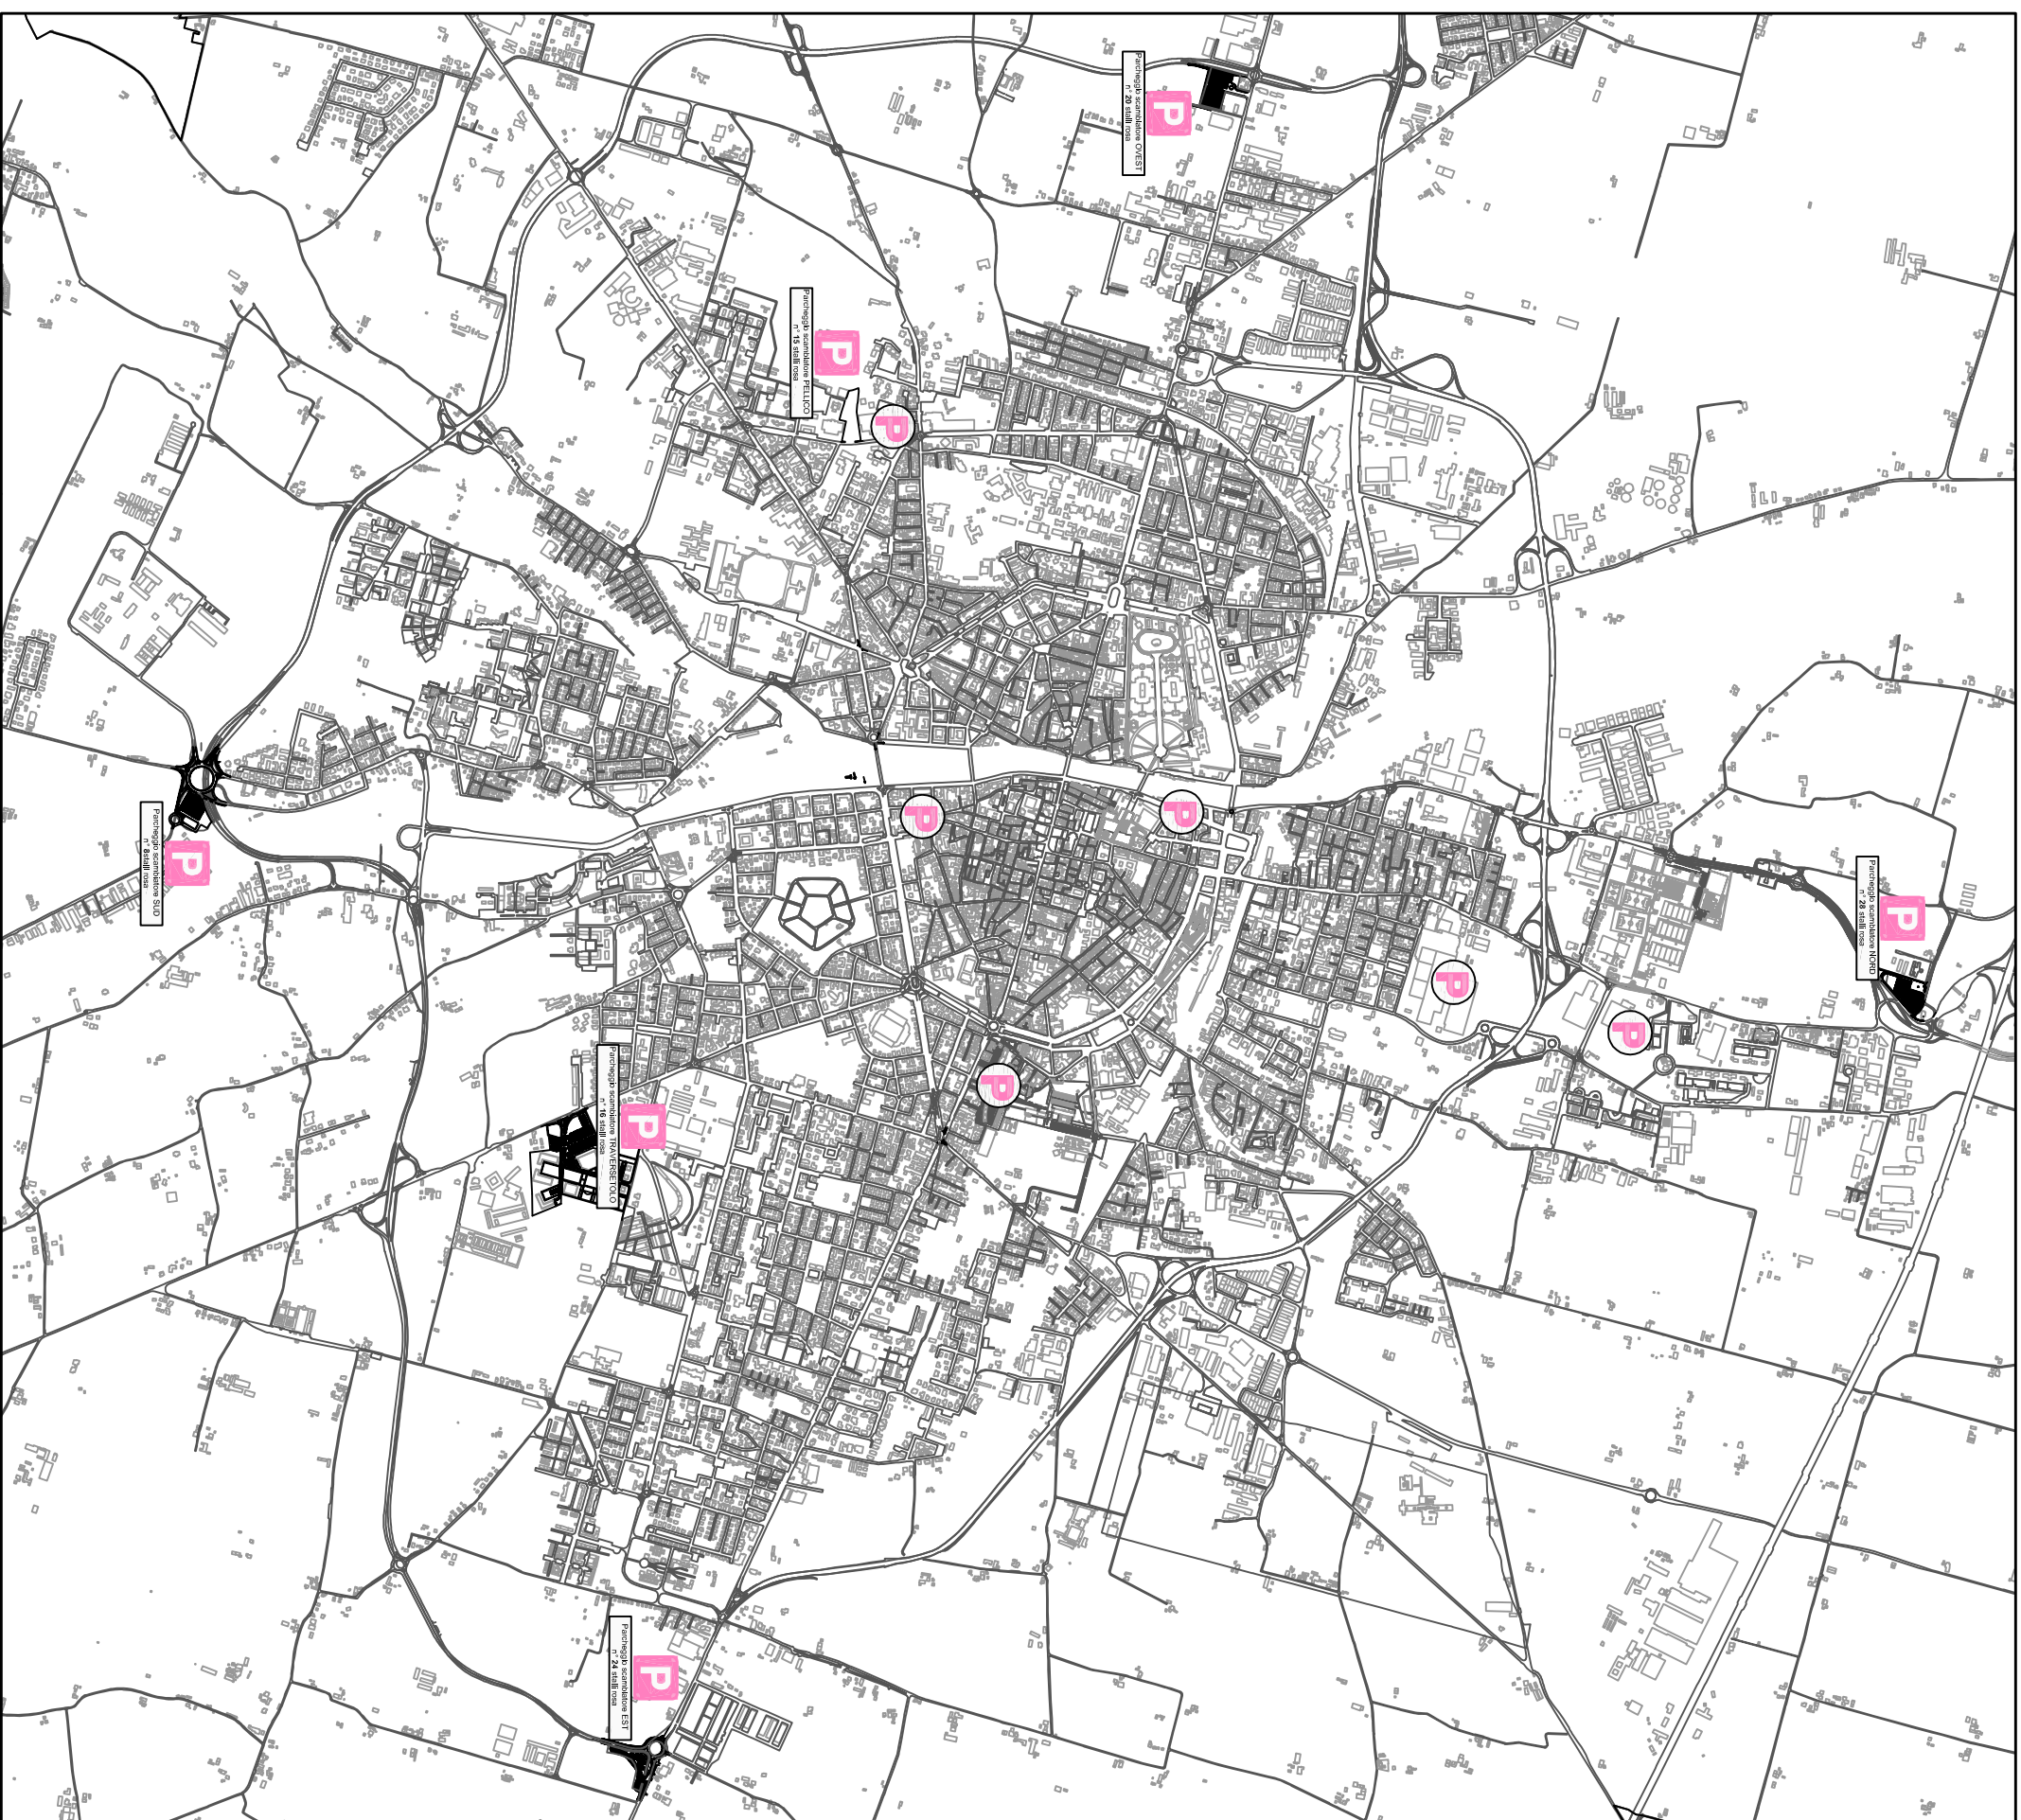 Parcheggio scambiatore OVEST
n° 20 stalli rosa
P
Parcheggio scambiatore PELLICO
n° 15 stalli rosa
P
P
Parcheggio scambiatore NORD
n° 28 stalli rosa
P
P
P
P
P
P
Parcheggio scambiatore SUD
n° 8 stalli rosa
P
Parcheggio scambiatore TRAVERSETOLO
n° 16 stalli rosa
P
Parcheggio scambiatore EST
n° 24 stalli rosa
P